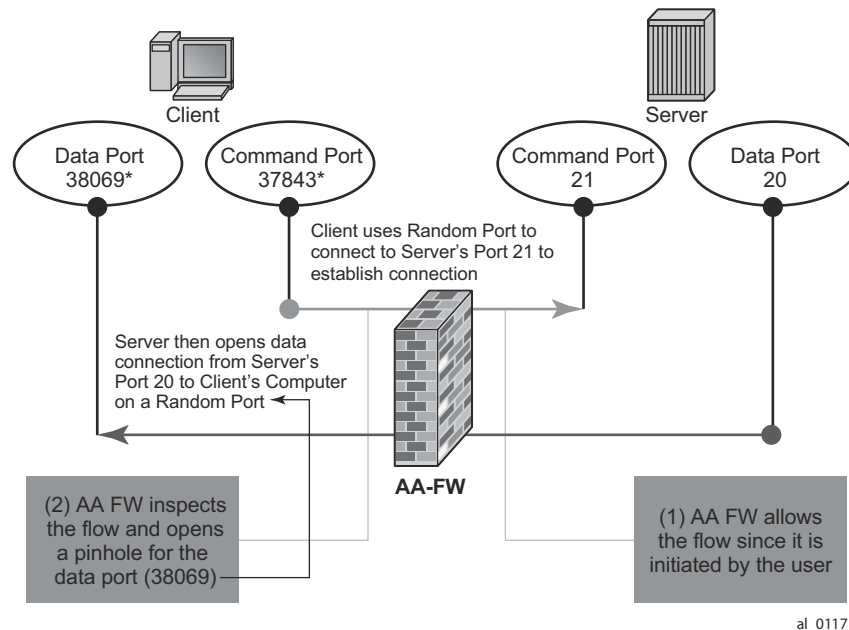 Client
Server
Data Port
38069*
Command Port
37843*
Command Port
21
Data Port
20
Client uses Random Port to
connect to Server's Port 21 to
establish connection
Server then opens data
connection from Server's
Port 20 to Client's Computer
on a Random Port
AA-FW
(2) AA FW inspects
the flow and opens
a pinhole for the
data port (38069)
(1) AA FW allows
the flow since it is
initiated by the user
al_0117